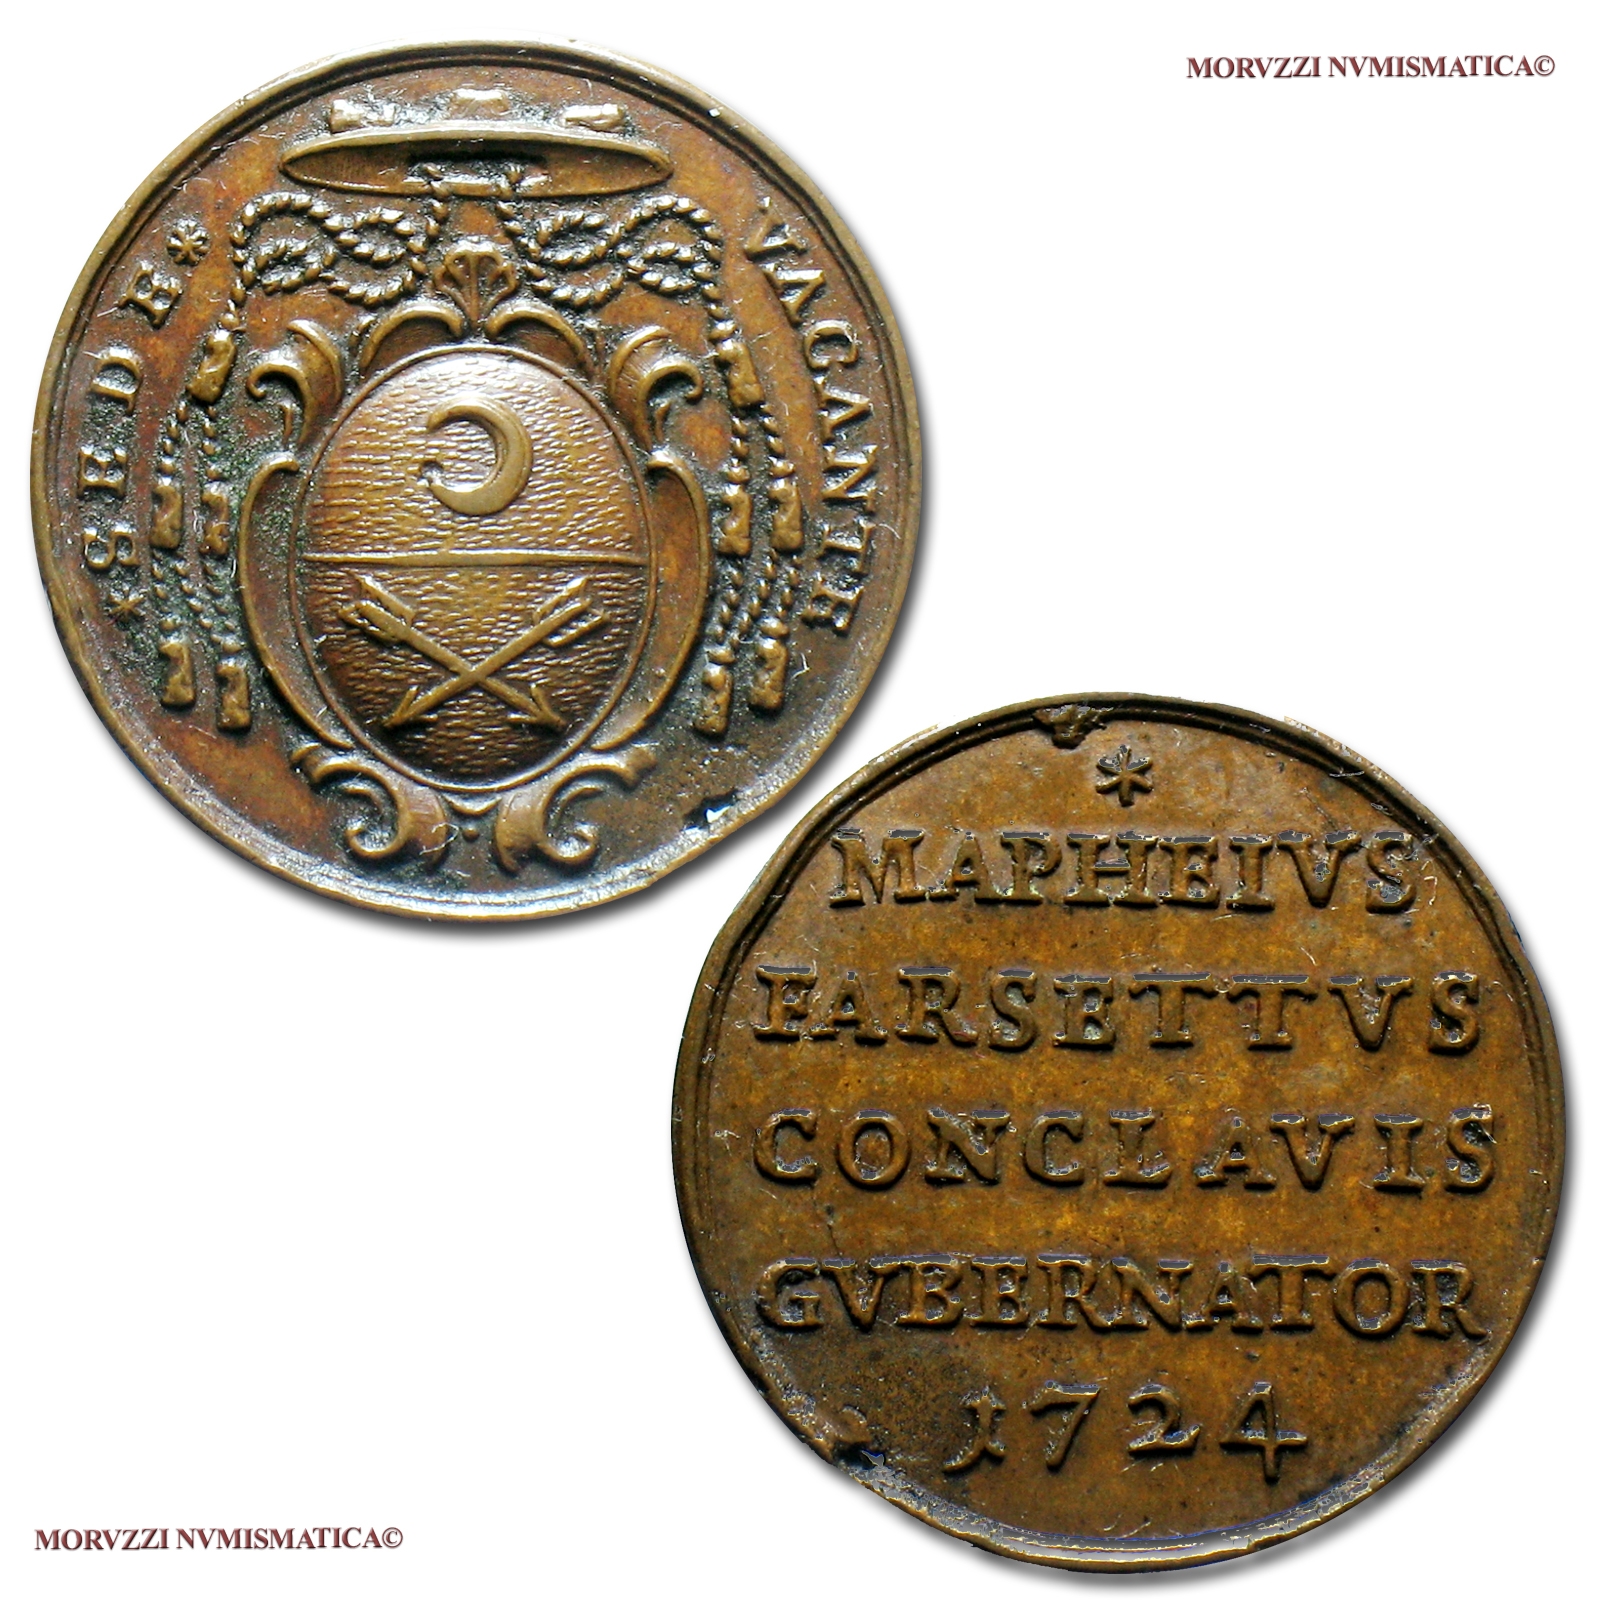 MORVZZI NVMISMATICA©
* SEDE * VACANTE
*
MAPHEIVS
FARSETTVS
CONCLAVIS
GVBERNATOR
1724
MORVZZI NVMISMATICA©